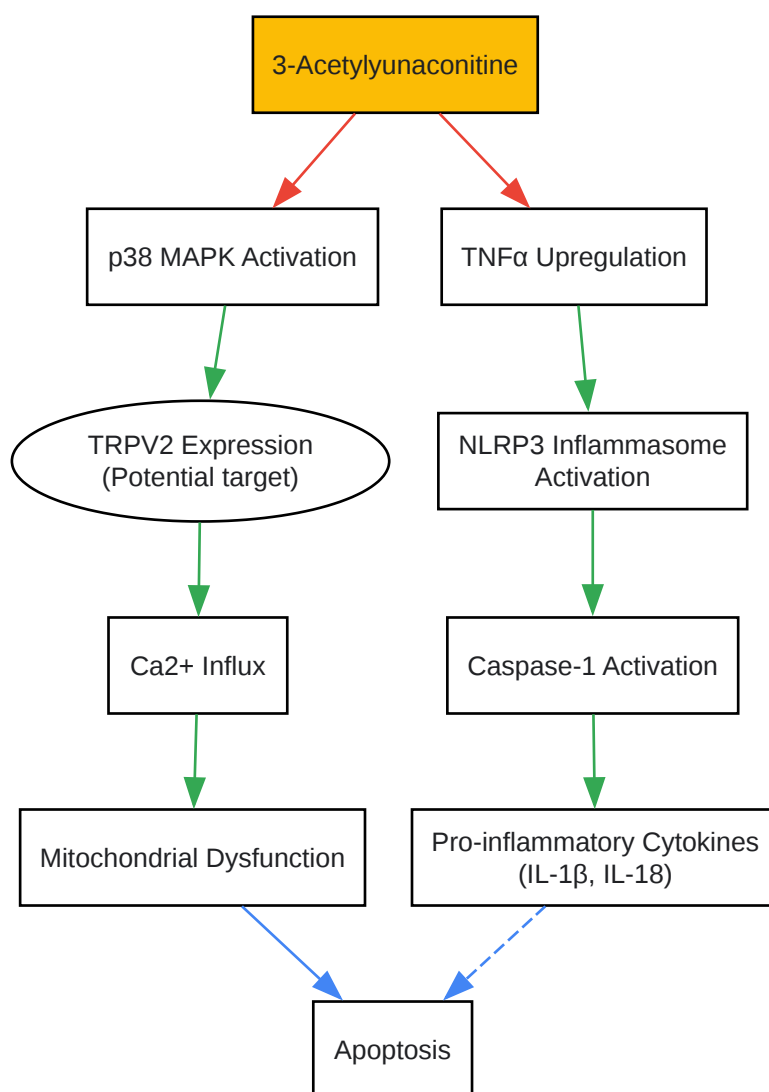 3-Acetylyunaconitine
p38 MAPK Activation
TNFα Upregulation
TRPV2 Expression
(Potential target)
NLRP3 Inflammasome
Activation
Ca2+ Influx
Caspase-1 Activation
Mitochondrial Dysfunction
Pro-inflammatory Cytokines
(IL-1β, IL-18)
Apoptosis